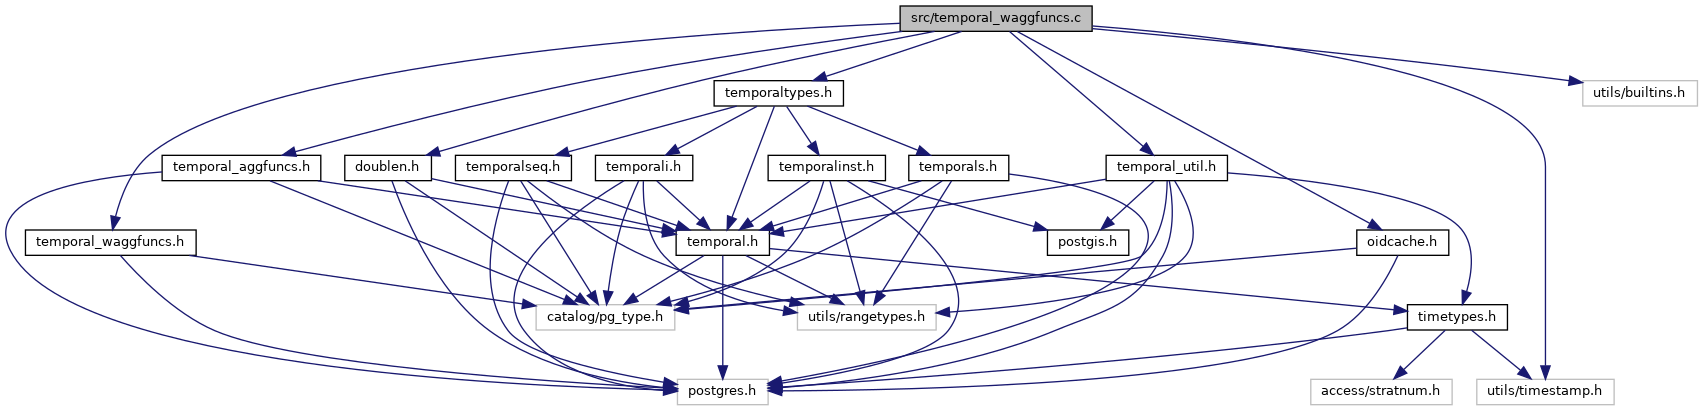 src/temporal_waggfuncs.c
temporaltypes.h
utils/builtins.h
temporal_aggfuncs.h
doublen.h
temporalseq.h
temporali.h
temporalinst.h
temporals.h
temporal_util.h
temporal_waggfuncs.h
temporal.h
postgis.h
oidcache.h
catalog/pg_type.h
utils/rangetypes.h
timetypes.h
postgres.h
access/stratnum.h
utils/timestamp.h